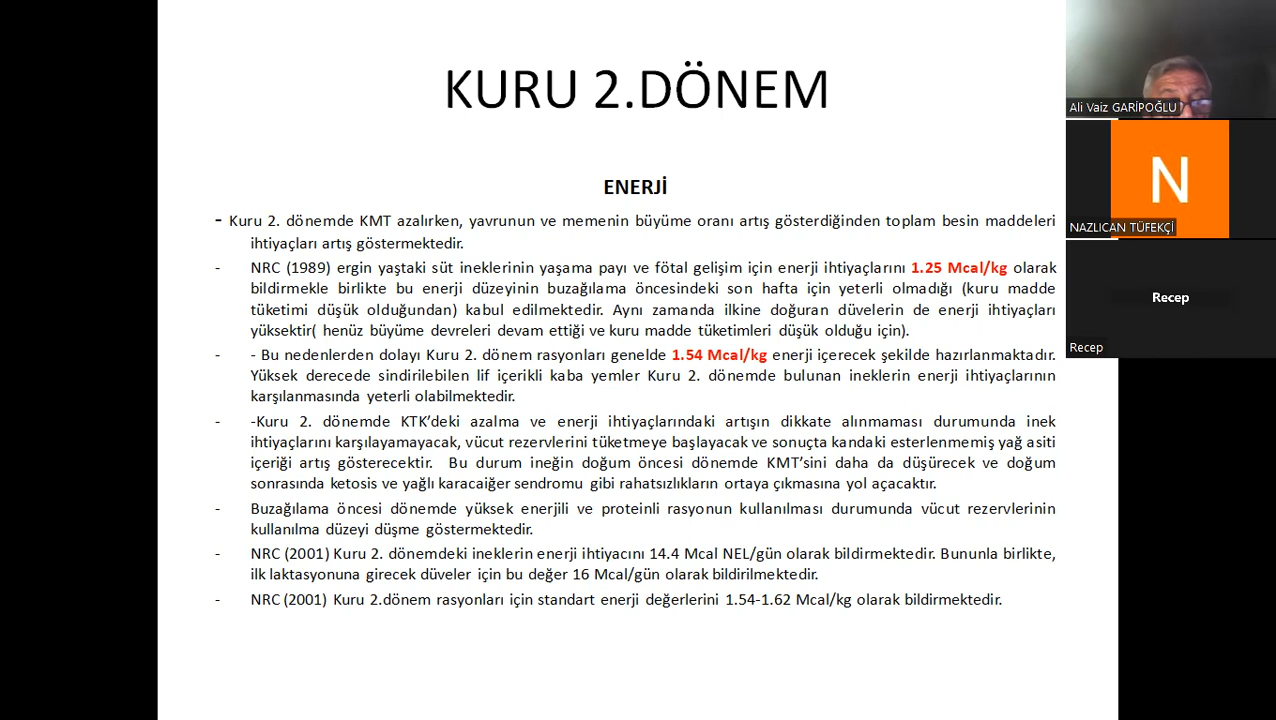 KURU 2.DÖNEM
ENERJİ
- Kuru 2. dönemde KMT azalırken, yavrunun ve memenin büyüme oranı artış gösterdiğinden toplam besin maddeleri
ihtiyaçları artış göstermektedir.
- NRC (1989) ergin yaştaki süt ineklerinin yaşama payı ve fötal gelişim için enerji ihtiyaçlarını 1.25 Mcal/kg olarak
bildirmekle birlikte bu enerji düzeyinin buzağılama öncesindeki son hafta için yeterli olmadığı (kuru madde
tüketimi düşük olduğundan) kabul edilmektedir. Aynı zamanda ilkine doğuran düvelerin de enerji ihtiyaçları
yüksektir( henüz büyüme devreleri devam ettiği ve kuru madde tüketimleri düşük olduğu için).
- - Bu nedenlerden dolayı Kuru 2. dönem rasyonları genelde 1.54 Mcal/kg enerji içerecek şekilde hazırlanmaktadır.
Yüksek derecede sindirilebilen lif içerikli kaba yemler Kuru 2. dönemde bulunan ineklerin enerji ihtiyaçlarının
karşılanmasında yeterli olabilmektedir.
- -Kuru 2. dönemde KTK’deki azalma ve enerji ihtiyaçlarındaki artışın dikkate alınmaması durumunda inek
ihtiyaçlarını karşılayamayacak, vücut rezervlerini tüketmeye başlayacak ve sonuçta kandaki esterlenmemiş yağ asiti
içeriği artış gösterecektir. Bu durum ineğin doğum öncesi dönemde KMT’sini daha da düşürecek ve doğum
sonrasında ketosis ve yağlı karaciğer sendromu gibi rahatsızlıkların ortaya çıkmasına yol açacaktır.
- Buzağılama öncesi dönemde yüksek enerjili ve proteinli rasyonun kullanılması durumunda vücut rezervlerinin
kullanılma düzeyi düşme göstermektedir.
- NRC (2001) Kuru 2. dönemdeki ineklerin enerji ihtiyacını 14.4 Mcal NEL/gün olarak bildirmektedir. Bununla birlikte,
ilk laktasyonuna girecek düveler için bu değer 16 Mcal/gün olarak bildirilmektedir.
- NRC (2001) Kuru 2.dönem rasyonları için standart enerji değerlerini 1.54-1.62 Mcal/kg olarak bildirmektedir.
Ali Vaiz GARİPOĞLU
N
NAZLICAN TÜFEKÇİ
Recep
Recep